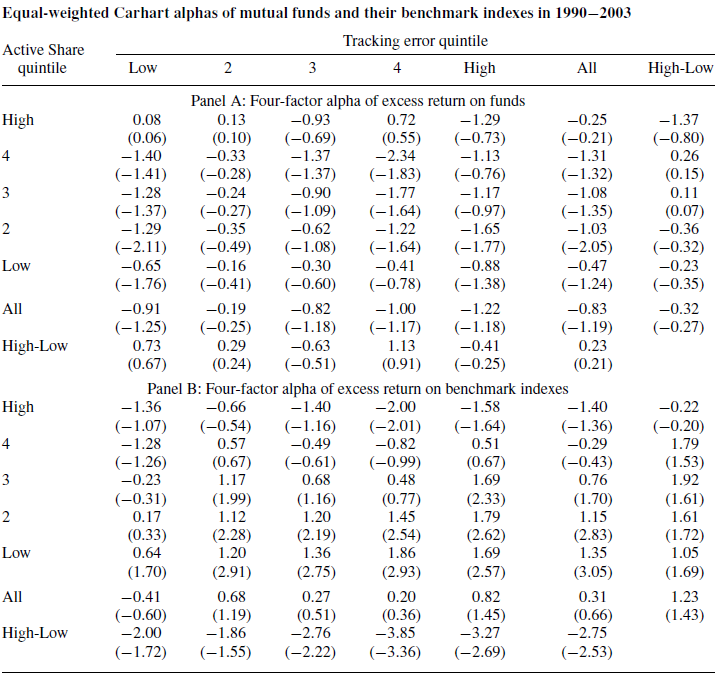 Equal-weighted Carhart alphas of mutual funds and their benchmark indexes in 1990−2003
Active Share quintile Tracking error quintile
Low 2 3 4 High All High-Low
Panel A: Four-factor alpha of excess return on funds
High 0.08 0.13 −0.93 0.72 −1.29 −0.25 −1.37
(0.06) (0.10) (−0.69) (0.55) (−0.73) (−0.21) (−0.80)
4 −1.40 −0.33 −1.37 −2.34 −1.13 −1.31 0.26
(−1.41) (−0.28) (−1.37) (−1.83) (−0.76) (−1.32) (0.15)
3 −1.28 −0.24 −0.90 −1.77 −1.17 −1.08 0.11
(−1.37) (−0.27) (−1.09) (−1.64) (−0.97) (−1.35) (0.07)
2 −1.29 −0.35 −0.62 −1.22 −1.65 −1.03 −0.36
(−2.11) (−0.49) (−1.08) (−1.64) (−1.77) (−2.05) (−0.32)
Low −0.65 −0.16 −0.30 −0.41 −0.88 −0.47 −0.23
(−1.76) (−0.41) (−0.60) (−0.78) (−1.38) (−1.24) (−0.35)
All −0.91 −0.19 −0.82 −1.00 −1.22 −0.83 −0.32
(−1.25) (−0.25) (−1.18) (−1.17) (−1.18) (−1.19) (−0.27)
High-Low 0.73 0.29 −0.63 1.13 −0.41 0.23
(0.67) (0.24) (−0.51) (0.91) (−0.25) (0.21)
Panel B: Four-factor alpha of excess return on benchmark indexes
High −1.36 −0.66 −1.40 −2.00 −1.58 −1.40 −0.22
(−1.07) (−0.54) (−1.16) (−2.01) (−1.64) (−1.36) (−0.20)
4 −1.28 0.57 −0.49 −0.82 0.51 −0.29 1.79
(−1.26) (0.67) (−0.61) (−0.99) (0.67) (−0.43) (1.53)
3 −0.23 1.17 0.68 0.48 1.69 0.76 1.92
(−0.31) (1.99) (1.16) (0.77) (2.33) (1.70) (1.61)
2 0.17 1.12 1.20 1.45 1.79 1.15 1.61
(0.33) (2.28) (2.19) (2.54) (2.62) (2.83) (1.72)
Low 0.64 1.20 1.36 1.86 1.69 1.35 1.05
(1.70) (2.91) (2.75) (2.93) (2.57) (3.05) (1.69)
All −0.41 0.68 0.27 0.20 0.82 0.31 1.23
(−0.60) (1.19) (0.51) (0.36) (1.45) (0.66) (1.43)
High-Low −2.00 −1.86 −2.76 −3.85 −3.27 −2.75
(−1.72) (−1.55) (−2.22) (−3.36) (−2.69) (−2.53)